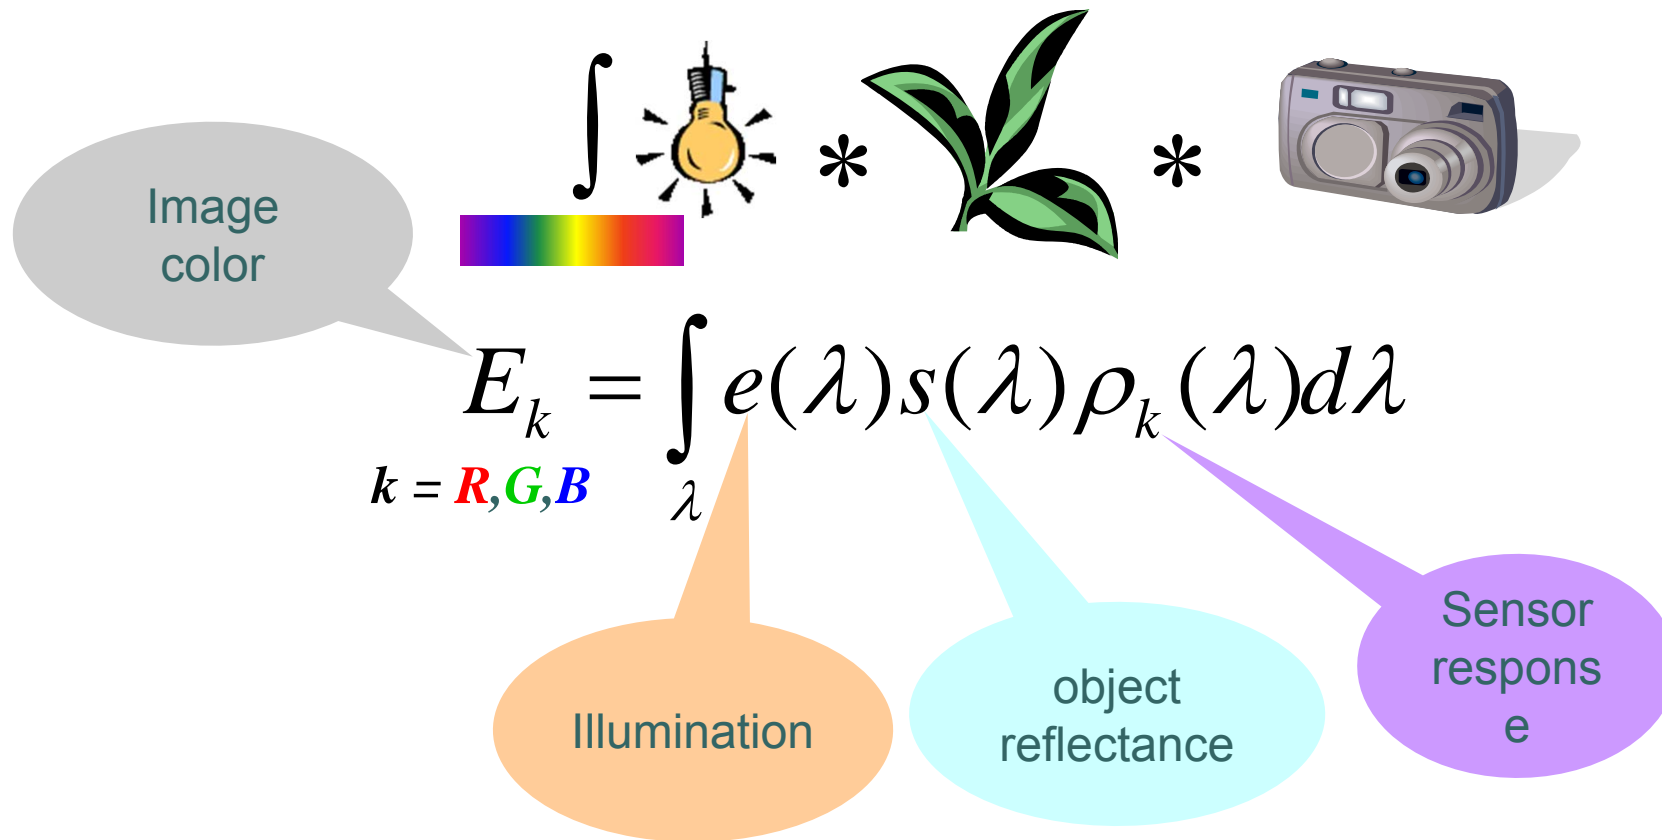 ∫ * *
Image
color
E_k = ∫_λ e(λ)s(λ)ρ_k(λ)dλ
k = R,G,B
Illumination
object
reflectance
Sensor
respons
e